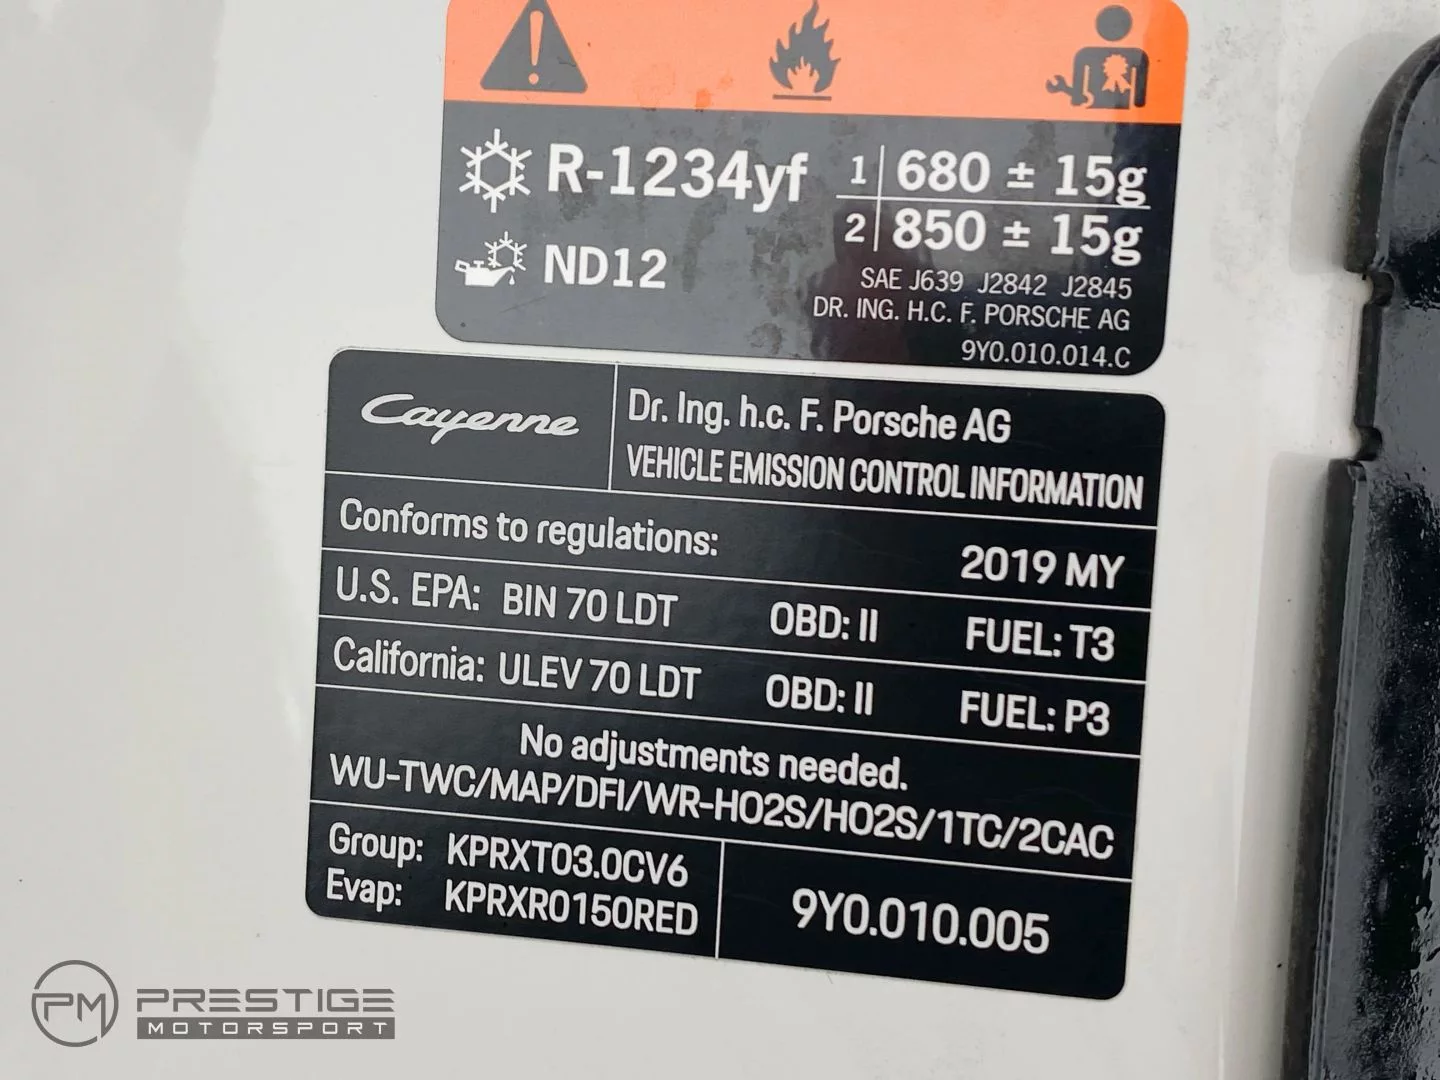 R-1234yf 1 680 ± 15g
2 850 ± 15g
ND12
SAE J639 J2842 J2845
DR. ING. H.C. F. PORSCHE AG
9Y0.010.014.C
Cayenne
Dr. Ing. h.c. F. Porsche AG
VEHICLE EMISSION CONTROL INFORMATION
Conforms to regulations: 2019 MY
U.S. EPA: BIN 70 LDT OBD: II FUEL: T3
California: ULEV 70 LDT OBD: II FUEL: P3
No adjustments needed.
WU-TWC/MAP/DFI/WR-HO2S/HO2S/1TC/2CAC
Group: KPRXT03.0CV6
Evap: KPRXR0150RED
9Y0.010.005
PM PRESTIGE
MOTORSPORT